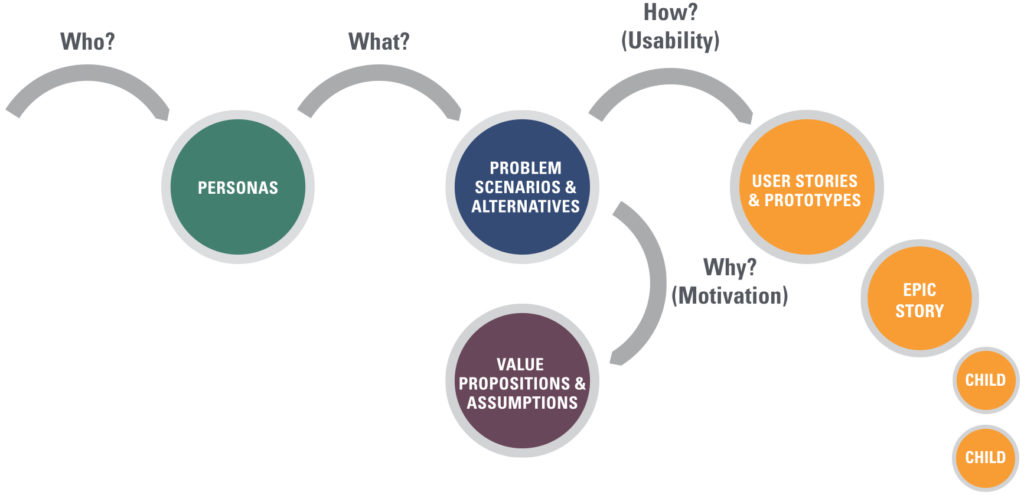 Who?
What?
How?
(Usability)
PERSONAS
PROBLEM
SCENARIOS &
ALTERNATIVES
USER STORIES
& PROTOTYPES
Why?
(Motivation)
EPIC
STORY
VALUE
PROPOSITIONS &
ASSUMPTIONS
CHILD
CHILD